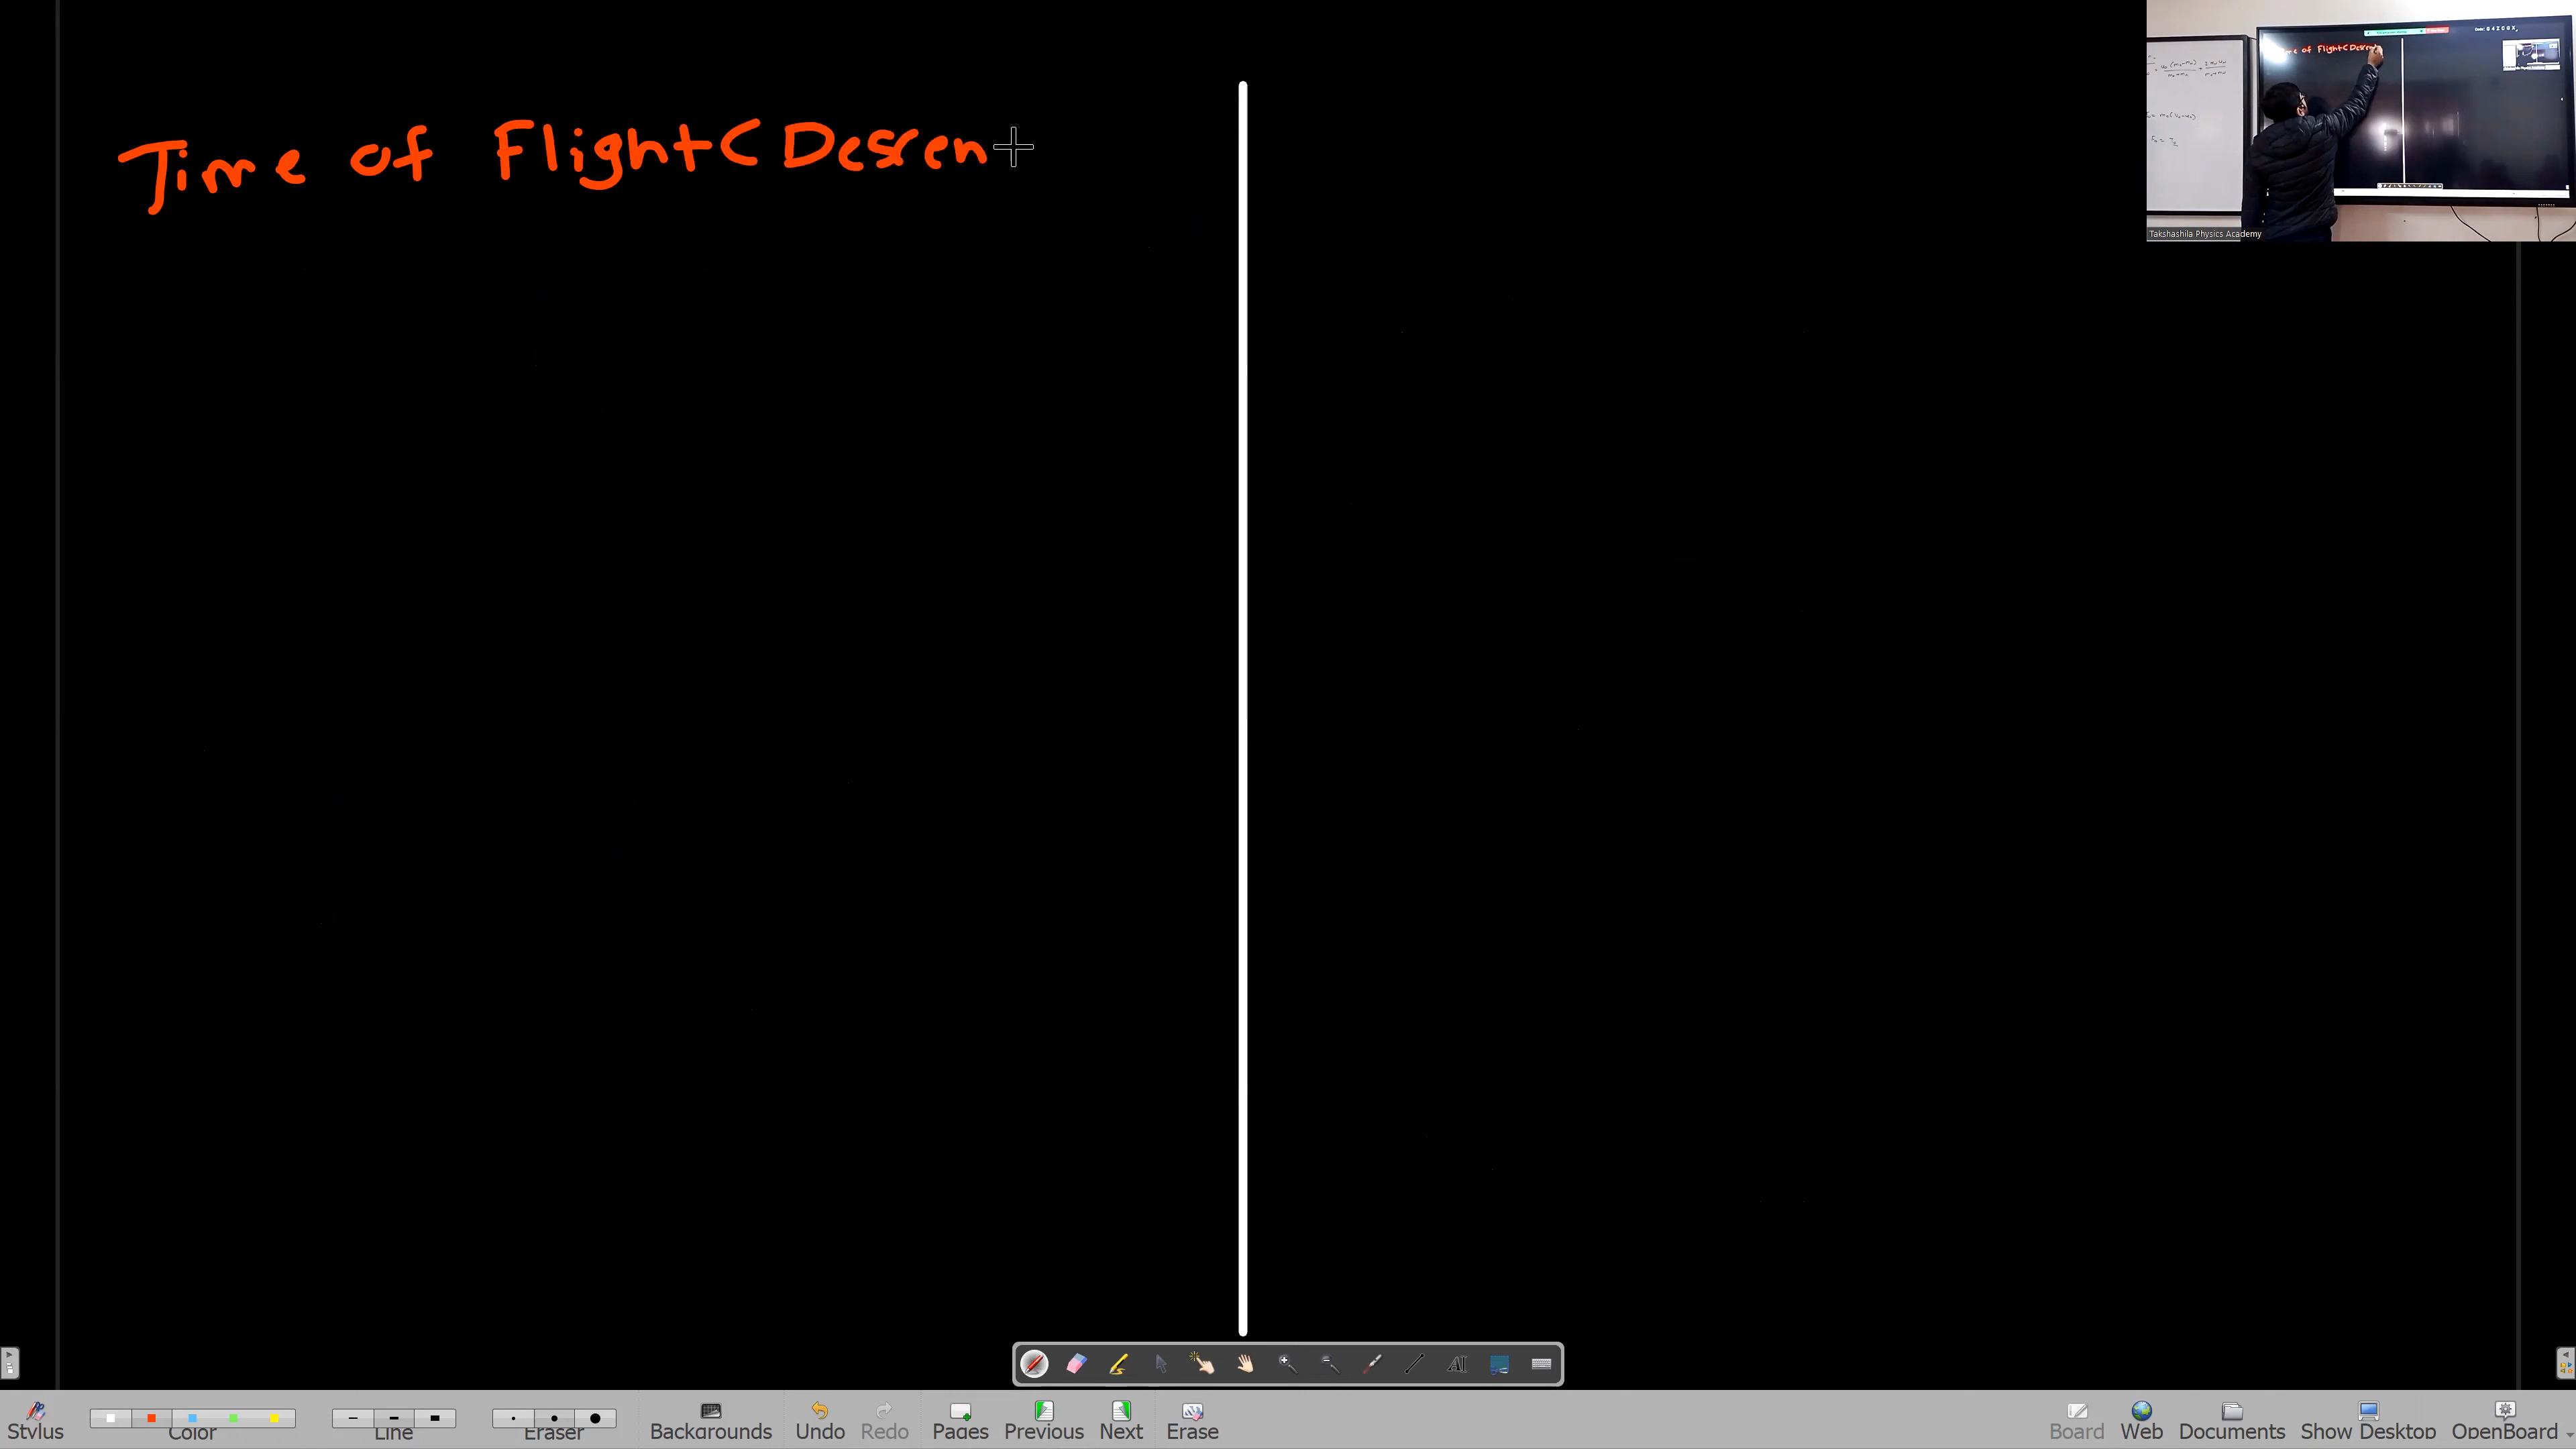 Time of Flight ( Descen
Takshashila Physics Academy
Stylus
Color
Line
Eraser
Backgrounds
Undo
Redo
Pages
Previous
Next
Erase
Board
Web
Documents
Show Desktop
OpenBoard